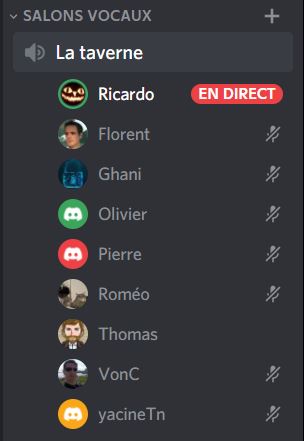 SALONS VOCAUX
La taverne
Ricardo EN DIRECT
Florent
Ghani
Olivier
Pierre
Roméo
Thomas
VonC
yacineTn